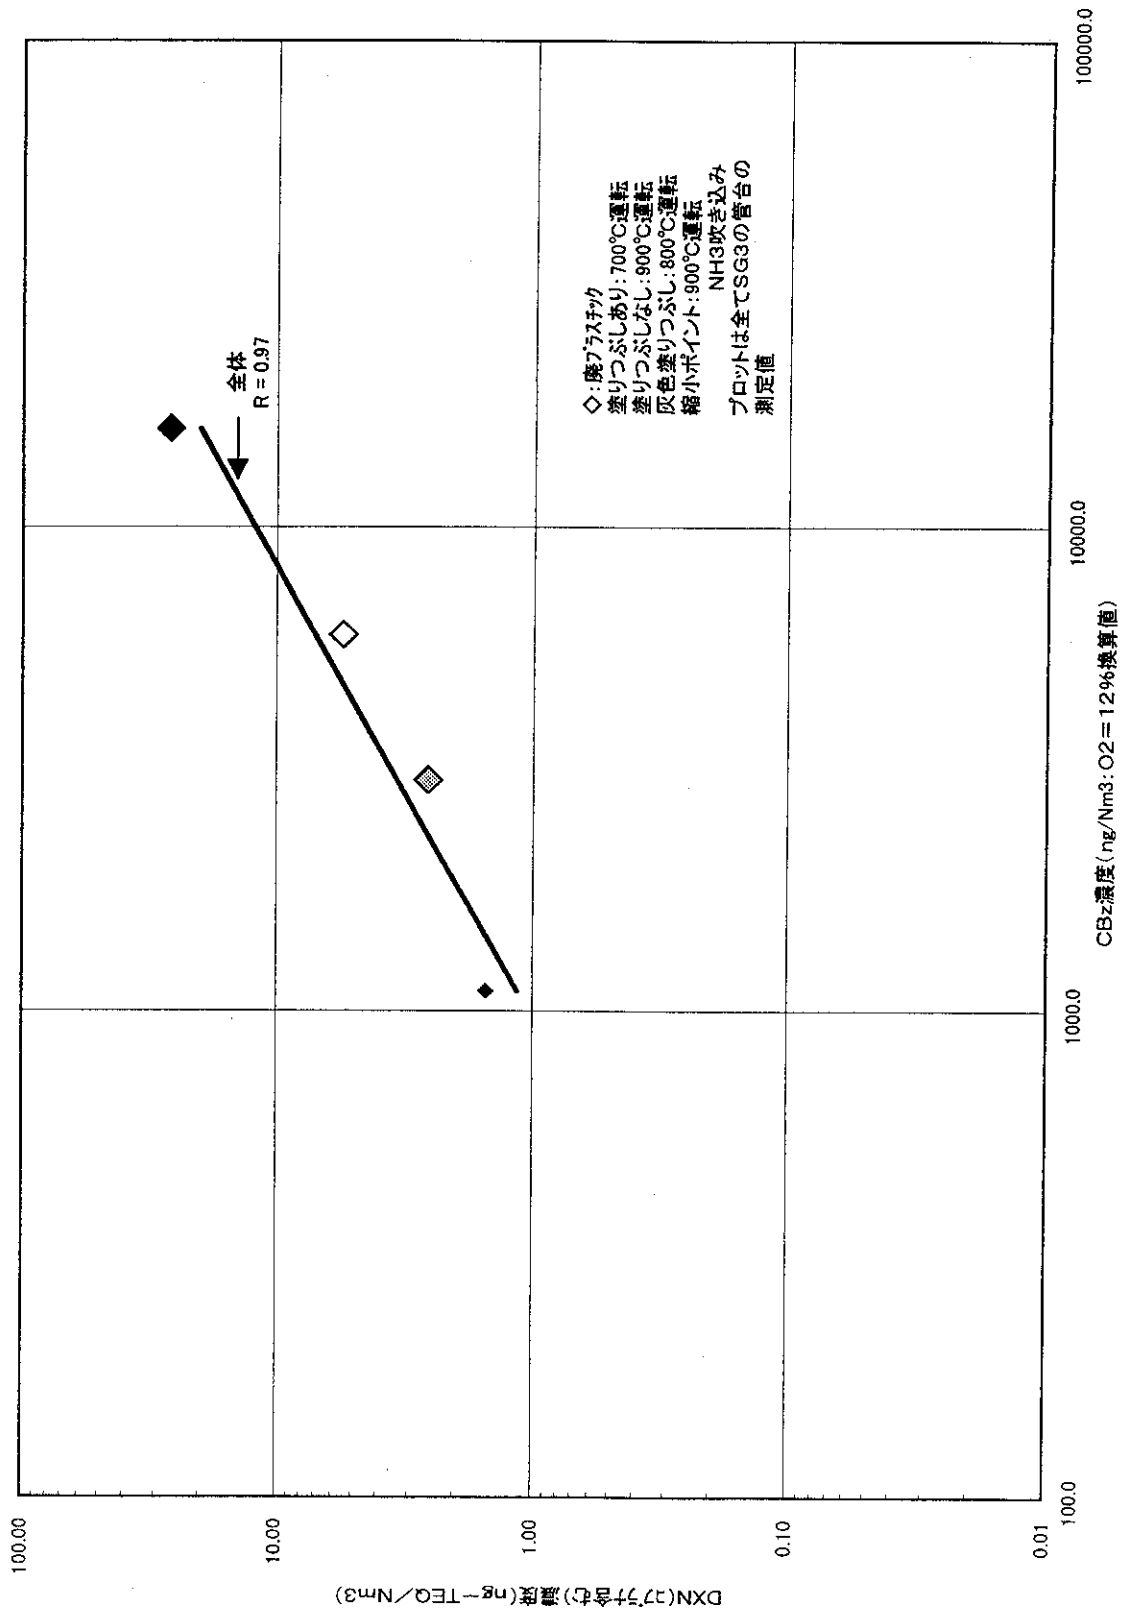 100.00
10.00
1.00
0.10
0.01
DXN(コプラナ含む)濃度(ng-TEQ/Nm3)
全体
R = 0.97
◇:廃プラスチック
塗りつぶしあり:700℃運転
塗りつぶしなし:900℃運転
灰色塗りつぶし:800℃運転
縮小ポイント:900℃運転
NH3吹き込み
プロットは全てSG3の管台の
測定値
100.0
1000.0
10000.0
100000.0
CBz濃度(ng/Nm3:O2=12%換算値)